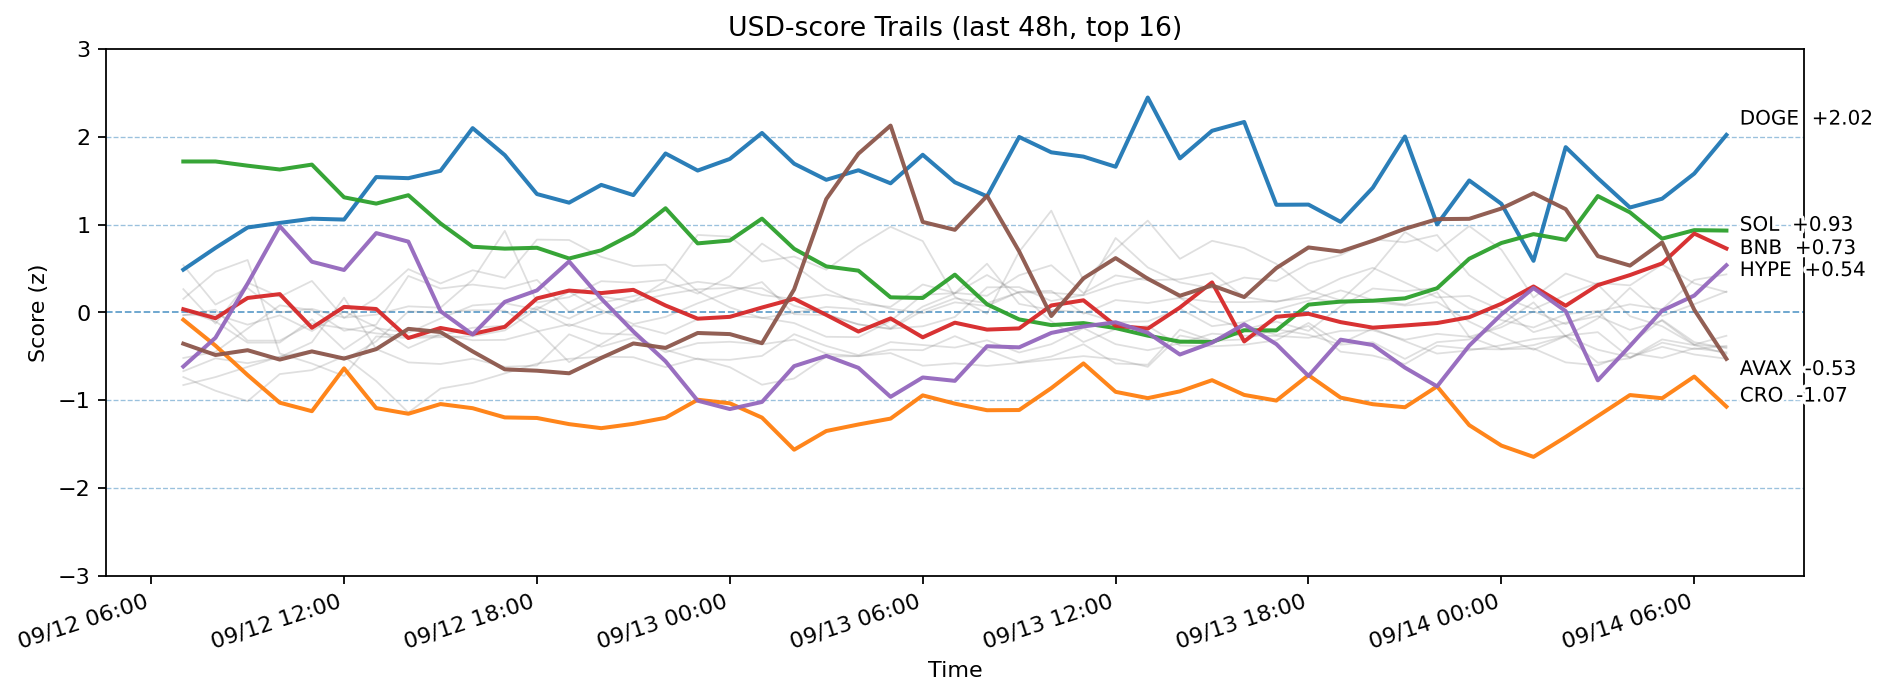 USD-score Trails (last 48h, top 16)
3
2
1
0
−1
−2
−3
Score (z)
DOGE +2.02
SOL +0.93
BNB +0.73
HYPE +0.54
AVAX -0.53
CRO -1.07
09/12 06:00
09/12 12:00
09/12 18:00
09/13 00:00
09/13 06:00
09/13 12:00
09/13 18:00
09/14 00:00
09/14 06:00
Time